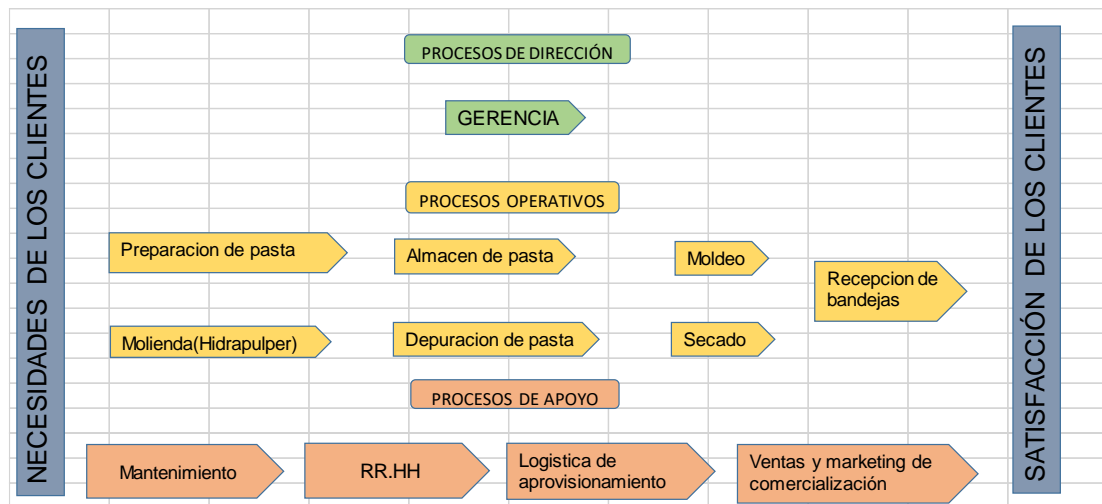 NECESIDADES DE LOS CLIENTES
PROCESOS DE DIRECCIÓN
GERENCIA
PROCESOS OPERATIVOS
Preparacion de pasta
Almacen de pasta
Moldeo
Recepcion de
bandejas
Molienda(Hidrapulper)
Depuracion de pasta
Secado
PROCESOS DE APOYO
Mantenimiento
RR.HH
Logistica de
aprovisionamiento
Ventas y marketing de
comercialización
SATISFACCIÓN DE LOS CLIENTES